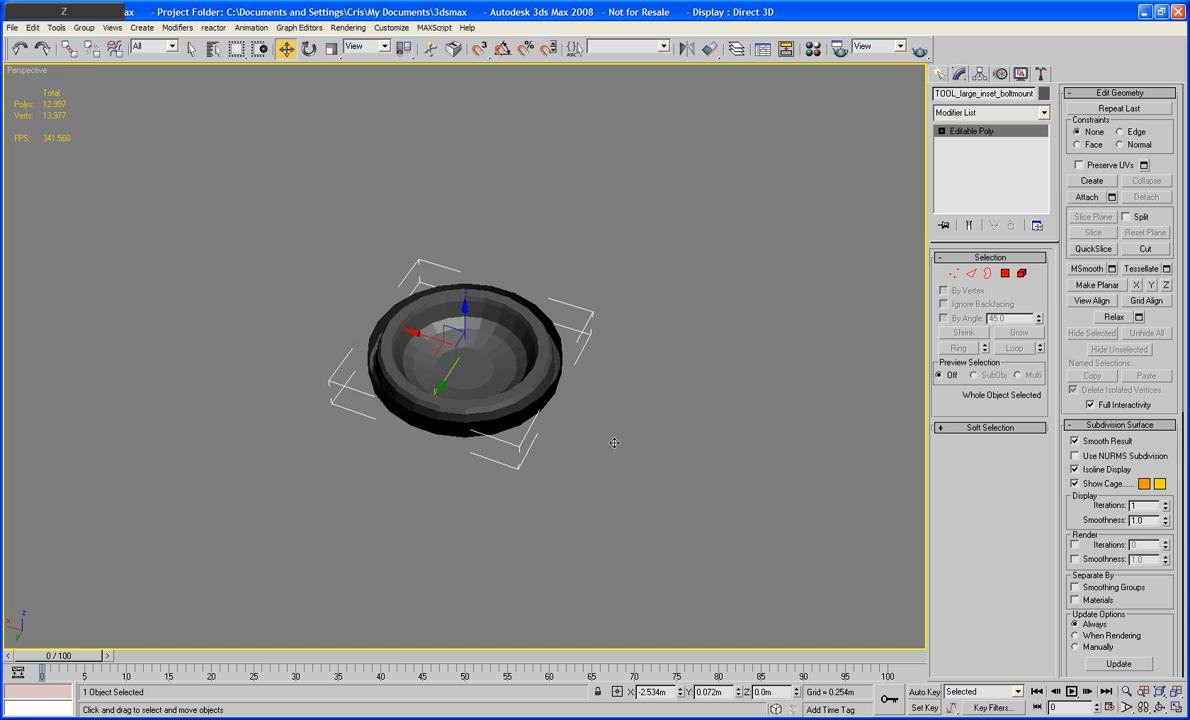 Z ax - Project Folder: C:\Documents and Settings\Cris\My Documents\3dsmax - Autodesk 3ds Max 2008 - Not for Resale - Display : Direct 3D
File Edit Tools Group Views Create Modifiers reactor Animation Graph Editors Rendering Customize MAXScript Help
All View View
Perspective
Total
Polys: 12,997
Verts: 13,977
FPS: 341.560
TOOL_large_inset_boltmount
Modifier List
Editable Poly
Selection
By Vertex
Ignore Backfacing
By Angle: 45.0
Shrink Grow
Ring Loop
Preview Selection
Off SubObj Multi
Whole Object Selected
Soft Selection
Edit Geometry
Repeat Last
Constraints
None Edge
Face Normal
Preserve UVs
Create Collapse
Attach Detach
Slice Plane Split
Slice Reset Plane
QuickSlice Cut
MSmooth Tessellate
Make Planar X Y Z
View Align Grid Align
Relax
Hide Selected Unhide All
Hide Unselected
Named Selections:
Copy Paste
Delete Isolated Vertices
Full Interactivity
Subdivision Surface
Smooth Result
Use NURMS Subdivision
Isoline Display
Show Cage......
Display
Iterations: 1
Smoothness: 1.0
Render
Iterations: 0
Smoothness: 1.0
Separate By
Smoothing Groups
Materials
Update Options
Always
When Rendering
Manually
Update
z
x
y
0 / 100
0 5 10 15 20 25 30 35 40 45 50 55 60 65 70 75 80 85 90 95 100
1 Object Selected X: -2.534m Y: 0.072m Z: 0.0m Grid = 0.254m Auto Key Selected
Click and drag to select and move objects Add Time Tag Set Key Key Filters... 0